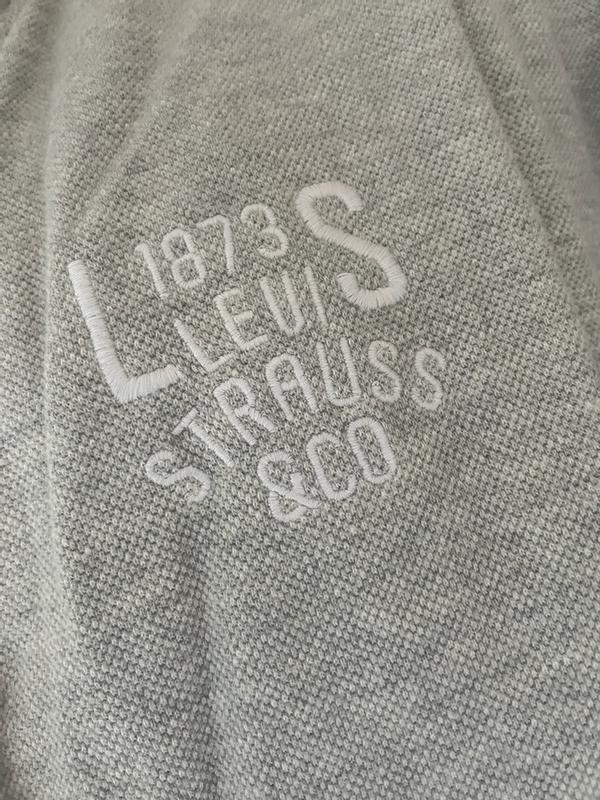 L 1873 S
LEVI
STRAUSS
&CO